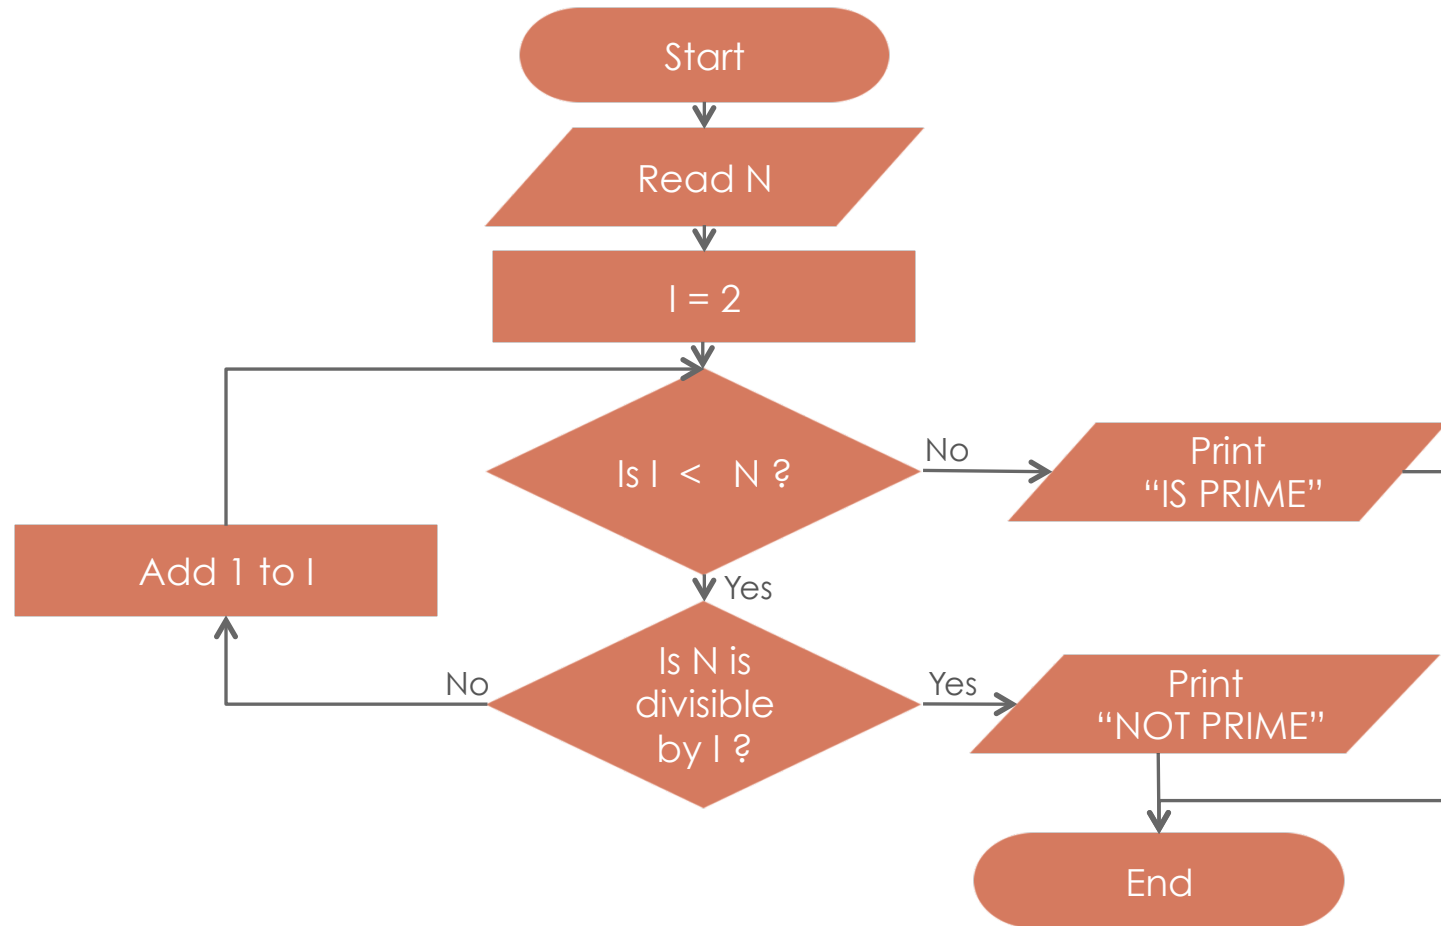 Start
Read N
I = 2
Is I < N ?
No
Print
“IS PRIME”
Add 1 to I
Yes
Is N is
divisible
by I ?
No
Yes
Print
“NOT PRIME”
End